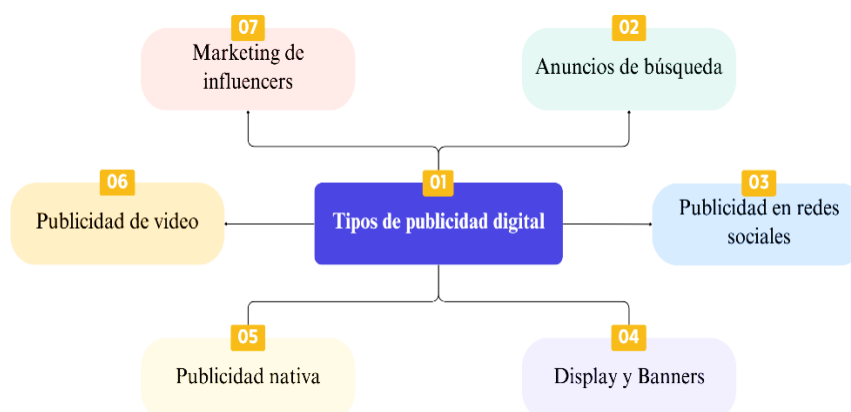 07
Marketing de
influencers
02
Anuncios de búsqueda
06
Publicidad de video
01
Tipos de publicidad digital
03
Publicidad en redes
sociales
05
Publicidad nativa
04
Display y Banners